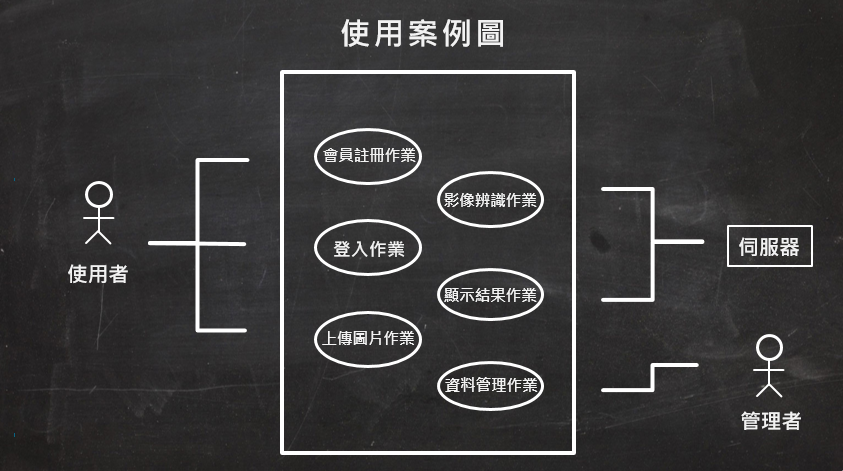 使用案例圖
會員註冊作業
影像辨識作業
登入作業
伺服器
使用者
顯示結果作業
上傳圖片作業
資料管理作業
管理者